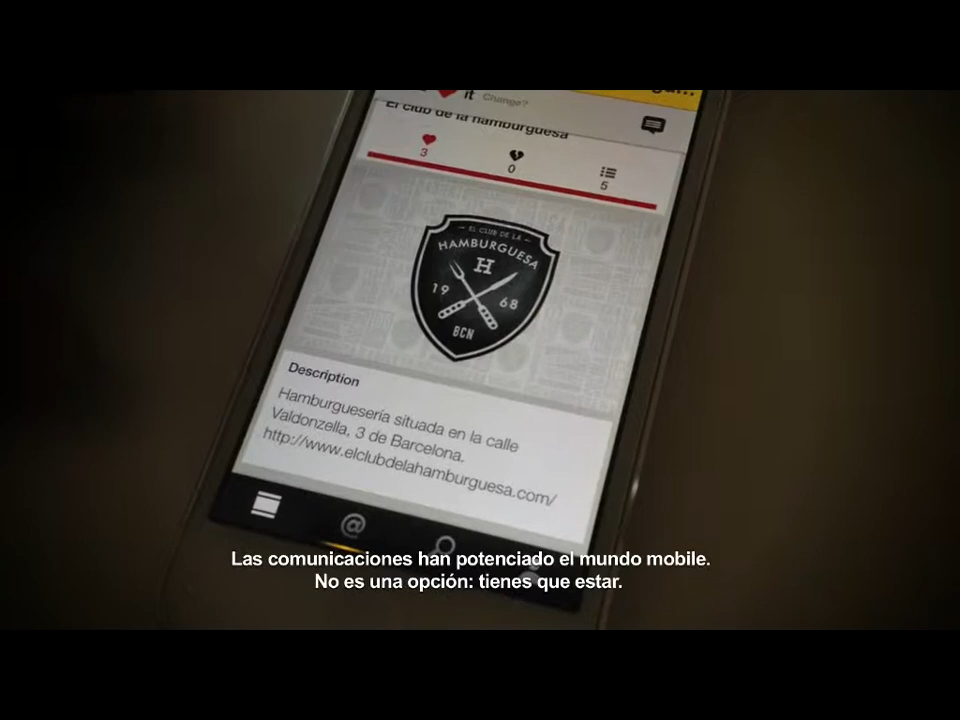 it Change?
El club de la hamburguesa
3
0
5
EL CLUB DE LA
HAMBURGUESA
H
19 68
BCN
Description
Hamburguesería situada en la calle
Valdonzella, 3 de Barcelona.
http://www.elclubdelahamburguesa.com/
@
Las comunicaciones han potenciado el mundo mobile.
No es una opción: tienes que estar.